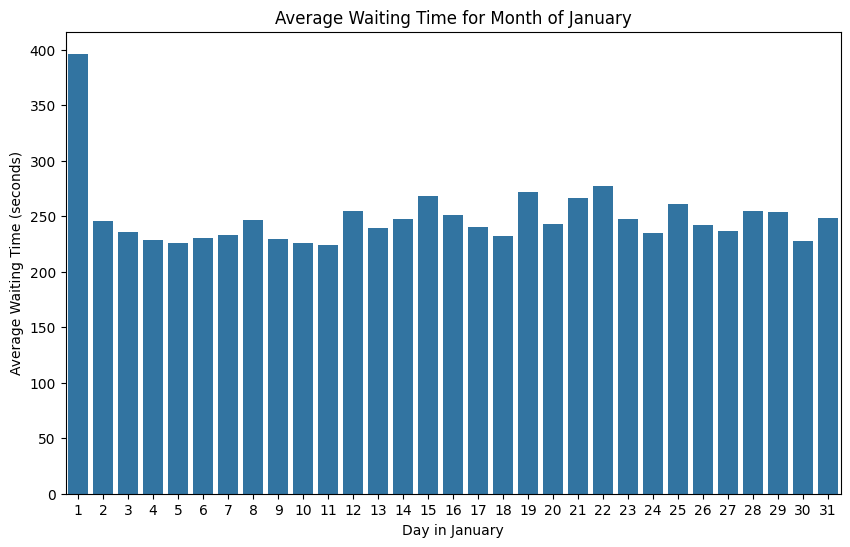 Average Waiting Time for Month of January
Average Waiting Time (seconds)
400
350
300
250
200
150
100
50
0
1 2 3 4 5 6 7 8 9 10 11 12 13 14 15 16 17 18 19 20 21 22 23 24 25 26 27 28 29 30 31
Day in January